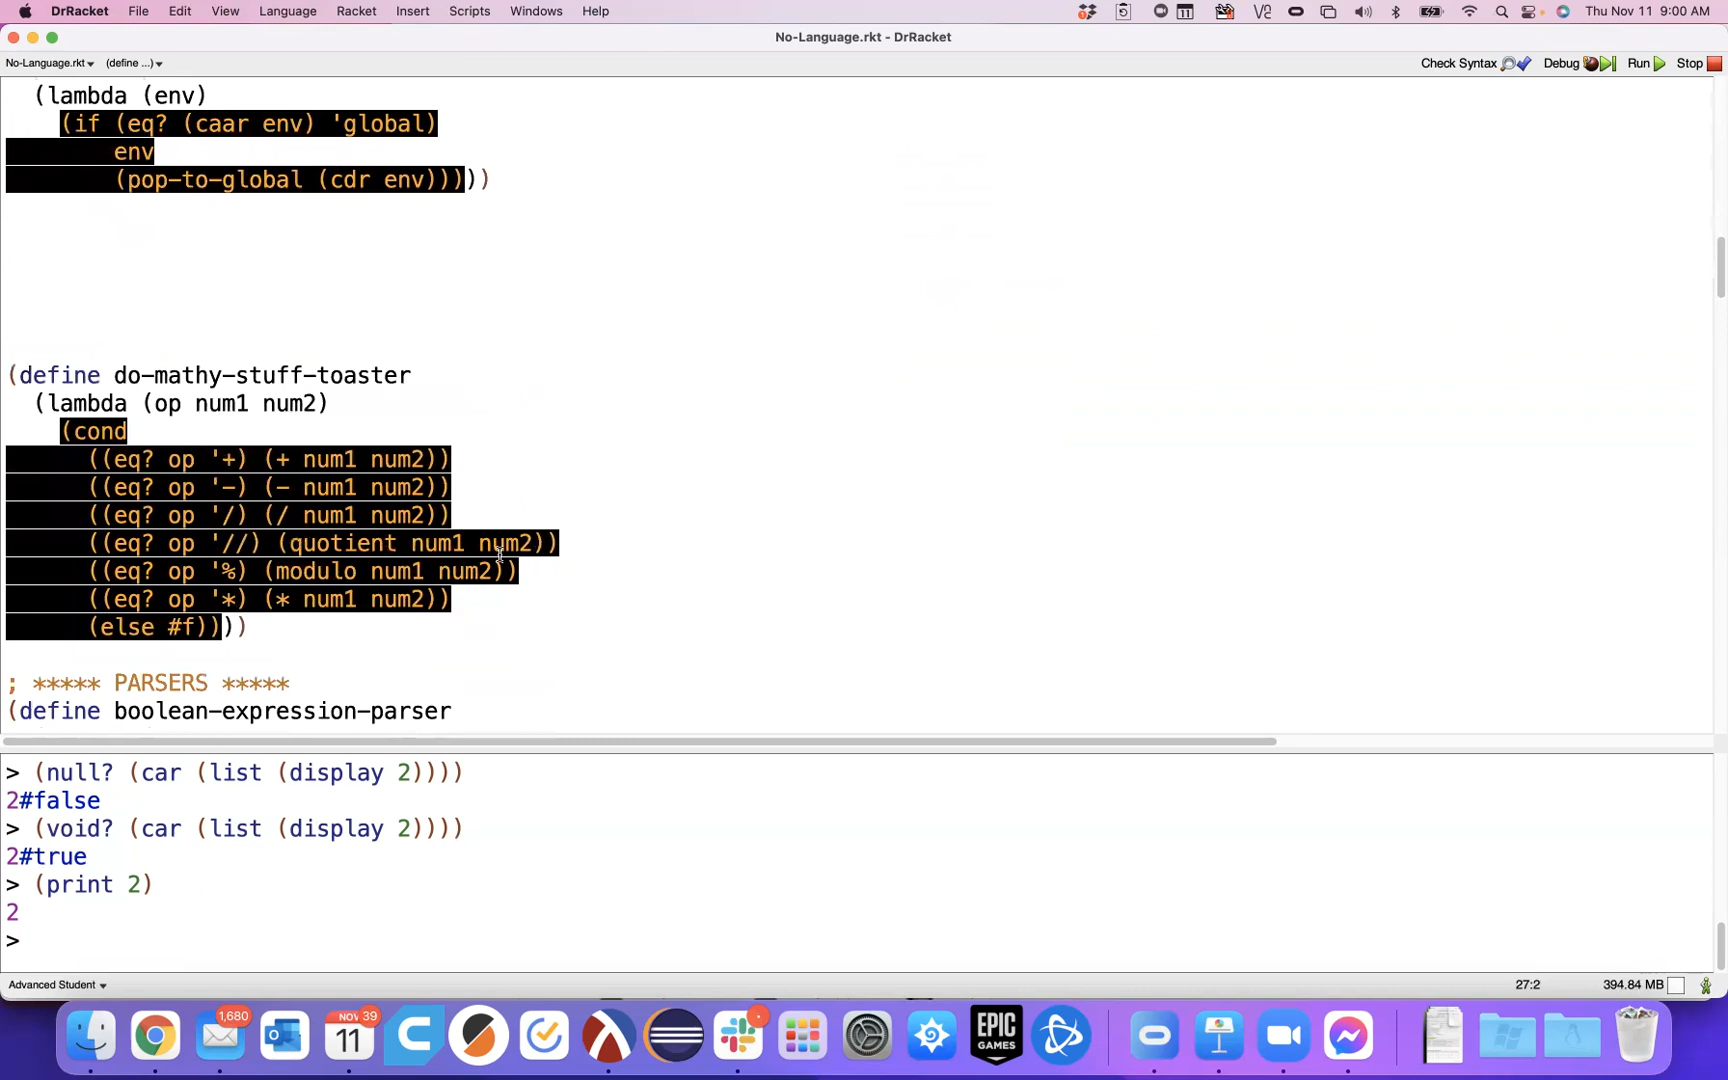 DrRacket File Edit View Language Racket Insert Scripts Windows Help Thu Nov 11 9:00 AM
No-Language.rkt - DrRacket
No-Language.rkt (define ...) Check Syntax Debug Run Stop
(lambda (env)
(if (eq? (caar env) 'global)
env
(pop-to-global (cdr env)))))
(define do-mathy-stuff-toaster
(lambda (op num1 num2)
(cond
((eq? op '+) (+ num1 num2))
((eq? op '-) (- num1 num2))
((eq? op '/) (/ num1 num2))
((eq? op '//) (quotient num1 num2))
((eq? op '%) (modulo num1 num2))
((eq? op '*) (* num1 num2))
(else #f))))
; ***** PARSERS *****
(define boolean-expression-parser
> (null? (car (list (display 2))))
2#false
> (void? (car (list (display 2))))
2#true
> (print 2)
2
>
Advanced Student 27:2 394.84 MB
1,680
NOV 39
11
EPIC
GAMES